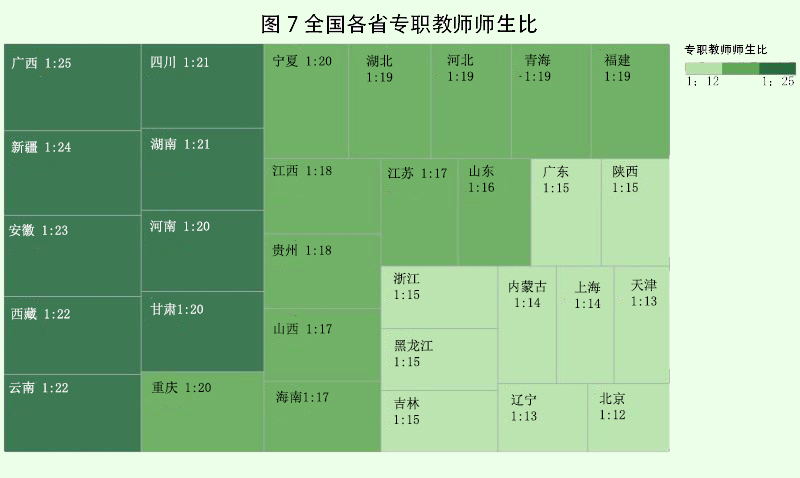 图 7 全国各省专职教师师生比
专职教师师生比
1; 12 1; 25
广西 1:25
新疆 1:24
安徽 1:23
西藏 1:22
云南 1:22
四川 1:21
湖南 1:21
河南 1:20
甘肃1:20
重庆 1:20
宁夏 1:20
湖北
1:19
河北
1:19
青海
1:19
福建
1:19
江西 1:18
贵州 1:18
山西 1:17
海南1:17
江苏 1:17
山东
1:16
广东
1:15
陕西
1:15
浙江
1:15
黑龙江
1:15
吉林
1:15
内蒙古
1:14
上海
1:14
天津
1:13
辽宁
1:13
北京
1:12